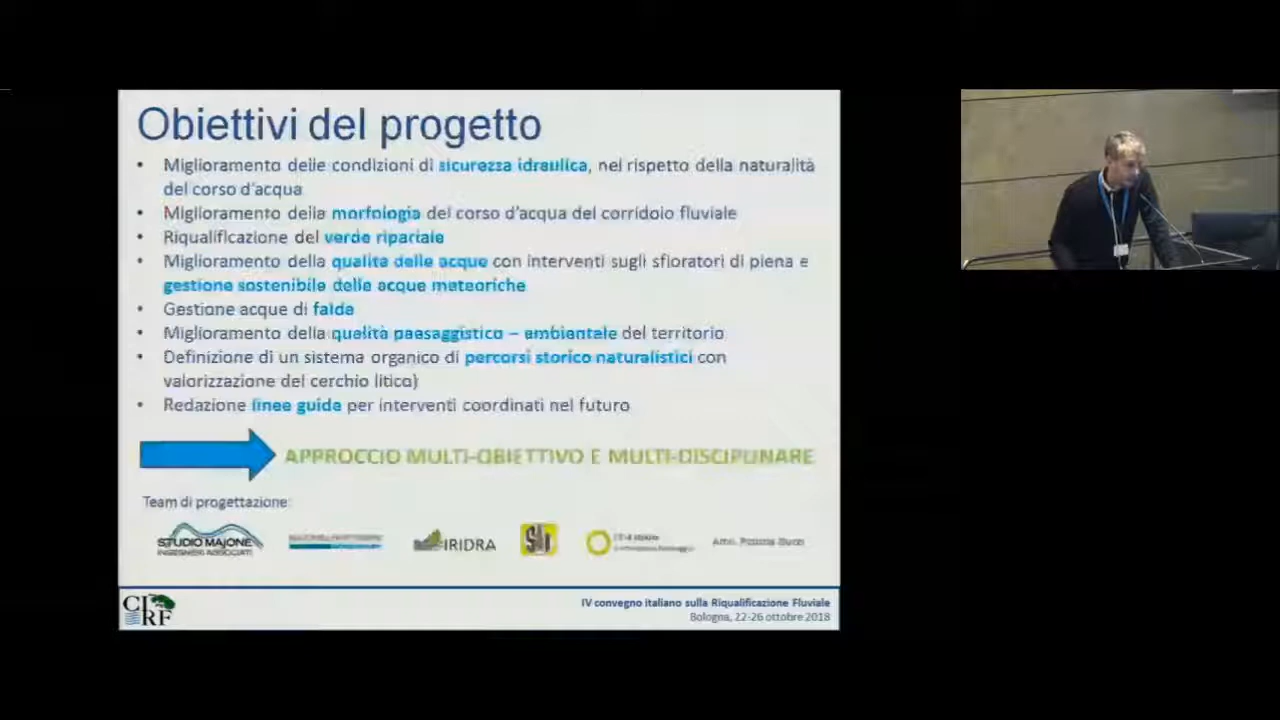 Obiettivi del progetto
• Miglioramento delle condizioni di sicurezza idraulica, nel rispetto della naturalità
del corso d'acqua
• Miglioramento della morfologia del corso d'acqua del corridoio fluviale
• Riqualificazione del verde ripariale
• Miglioramento della qualità delle acque con interventi sugli sfioratori di piena e
gestione sostenibile delle acque meteoriche
• Gestione acque di falda
• Miglioramento della qualità paesaggistico – ambientale del territorio
• Definizione di un sistema organico di percorsi storico naturalistici con
valorizzazione del cerchio litico)
• Redazione linee guida per interventi coordinati nel futuro
APPROCCIO MULTI-OBIETTIVO E MULTI-DISCIPLINARE
Team di progettazione:
STUDIO MAJONE
INGEGNERI ASSOCIATI
IRIDRA
CIRF
IV convegno italiano sulla Riqualificazione Fluviale
Bologna, 22-26 ottobre 2018